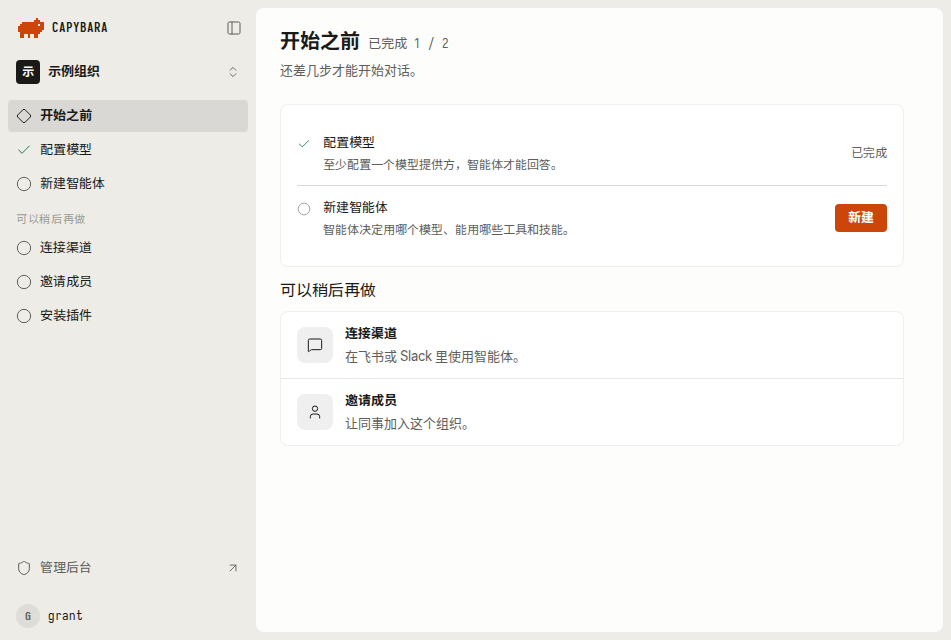 CAPYBARA
示 示例组织
开始之前
配置模型
新建智能体
可以稍后再做
连接渠道
邀请成员
安装插件
管理后台
G grant
开始之前 已完成 1 / 2
还差几步才能开始对话。
配置模型
至少配置一个模型提供方，智能体才能回答。
已完成
新建智能体
智能体决定用哪个模型、能用哪些工具和技能。
新建
可以稍后再做
连接渠道
在飞书或 Slack 里使用智能体。
邀请成员
让同事加入这个组织。